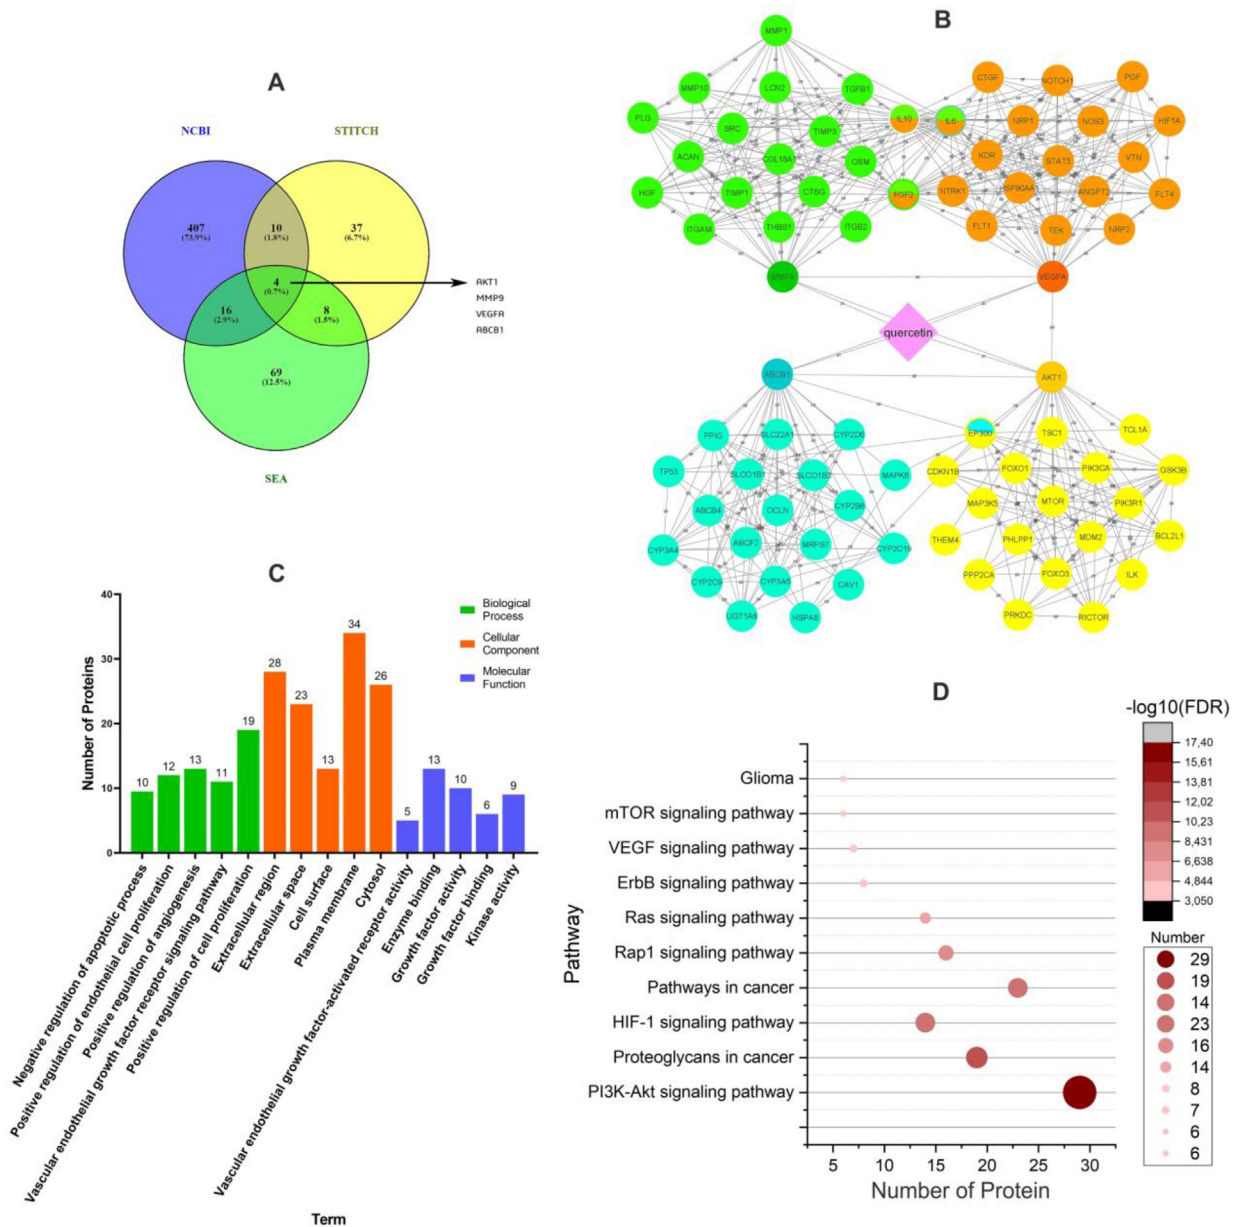 A
NCBI
STITCH
407
(73.9%)
10
(1.8%)
37
(6.7%)
4
(0.7%)
16
(2.9%)
8
(1.5%)
69
(12.5%)
SEA
AKT1
MMP9
VEGFA
ABCB1
B
MMP1
MMP10
LCN2
TGFB1
PLG
SRC
TIMP3
IL10
ACAN
COL18A1
OSM
HGF
TIMP1
CTSG
FGF2
ITGAM
THBS1
ITGB2
MMP9
CTGF
NOTCH1
PGF
IL6
NRP1
NOS3
HIF1A
KDR
STAT3
VTN
NTRK1
HSP90AA1
ANGPT2
FLT4
FLT1
TEK
NRP2
VEGFA
quercetin
ABCB1
PPIG
SLC22A1
CYP2D6
TP53
SLCO1B1
MAPK8
ABCB4
OCLN
CYP2B6
CYP3A4
ABCF2
MRPS7
CYP2C19
CYP2C9
CYP3A5
CAV1
UGT1A8
HSPA8
AKT1
EP300
TSC1
TCL1A
CDKN1B
FOXO1
PIK3CA
GSK3B
MAP3K5
MTOR
PIK3R1
THEM4
PHLPP1
MDM2
BCL2L1
PPP2CA
FOXO3
ILK
PRKDC
RICTOR
C
Number of Proteins
40
30
20
10
0
10
12
13
11
19
28
23
13
34
26
5
13
10
6
9
Biological
Process
Cellular
Component
Molecular
Function
Negative regulation of apoptotic process
Positive regulation of endothelial cell proliferation
Positive regulation of angiogenesis
Vascular endothelial growth factor receptor signaling pathway
Positive regulation of cell proliferation
Extracellular region
Extracellular space
Cell surface
Plasma membrane
Cytosol
Vascular endothelial growth factor-activated receptor activity
Enzyme binding
Growth factor activity
Growth factor binding
Kinase activity
Term
D
Pathway
Glioma
mTOR signaling pathway
VEGF signaling pathway
ErbB signaling pathway
Ras signaling pathway
Rap1 signaling pathway
Pathways in cancer
HIF-1 signaling pathway
Proteoglycans in cancer
PI3K-Akt signaling pathway
5
10
15
20
25
30
Number of Protein
-log10(FDR)
17,40
15,61
13,81
12,02
10,23
8,431
6,638
4,844
3,050
Number
29
19
14
23
16
14
8
7
6
6